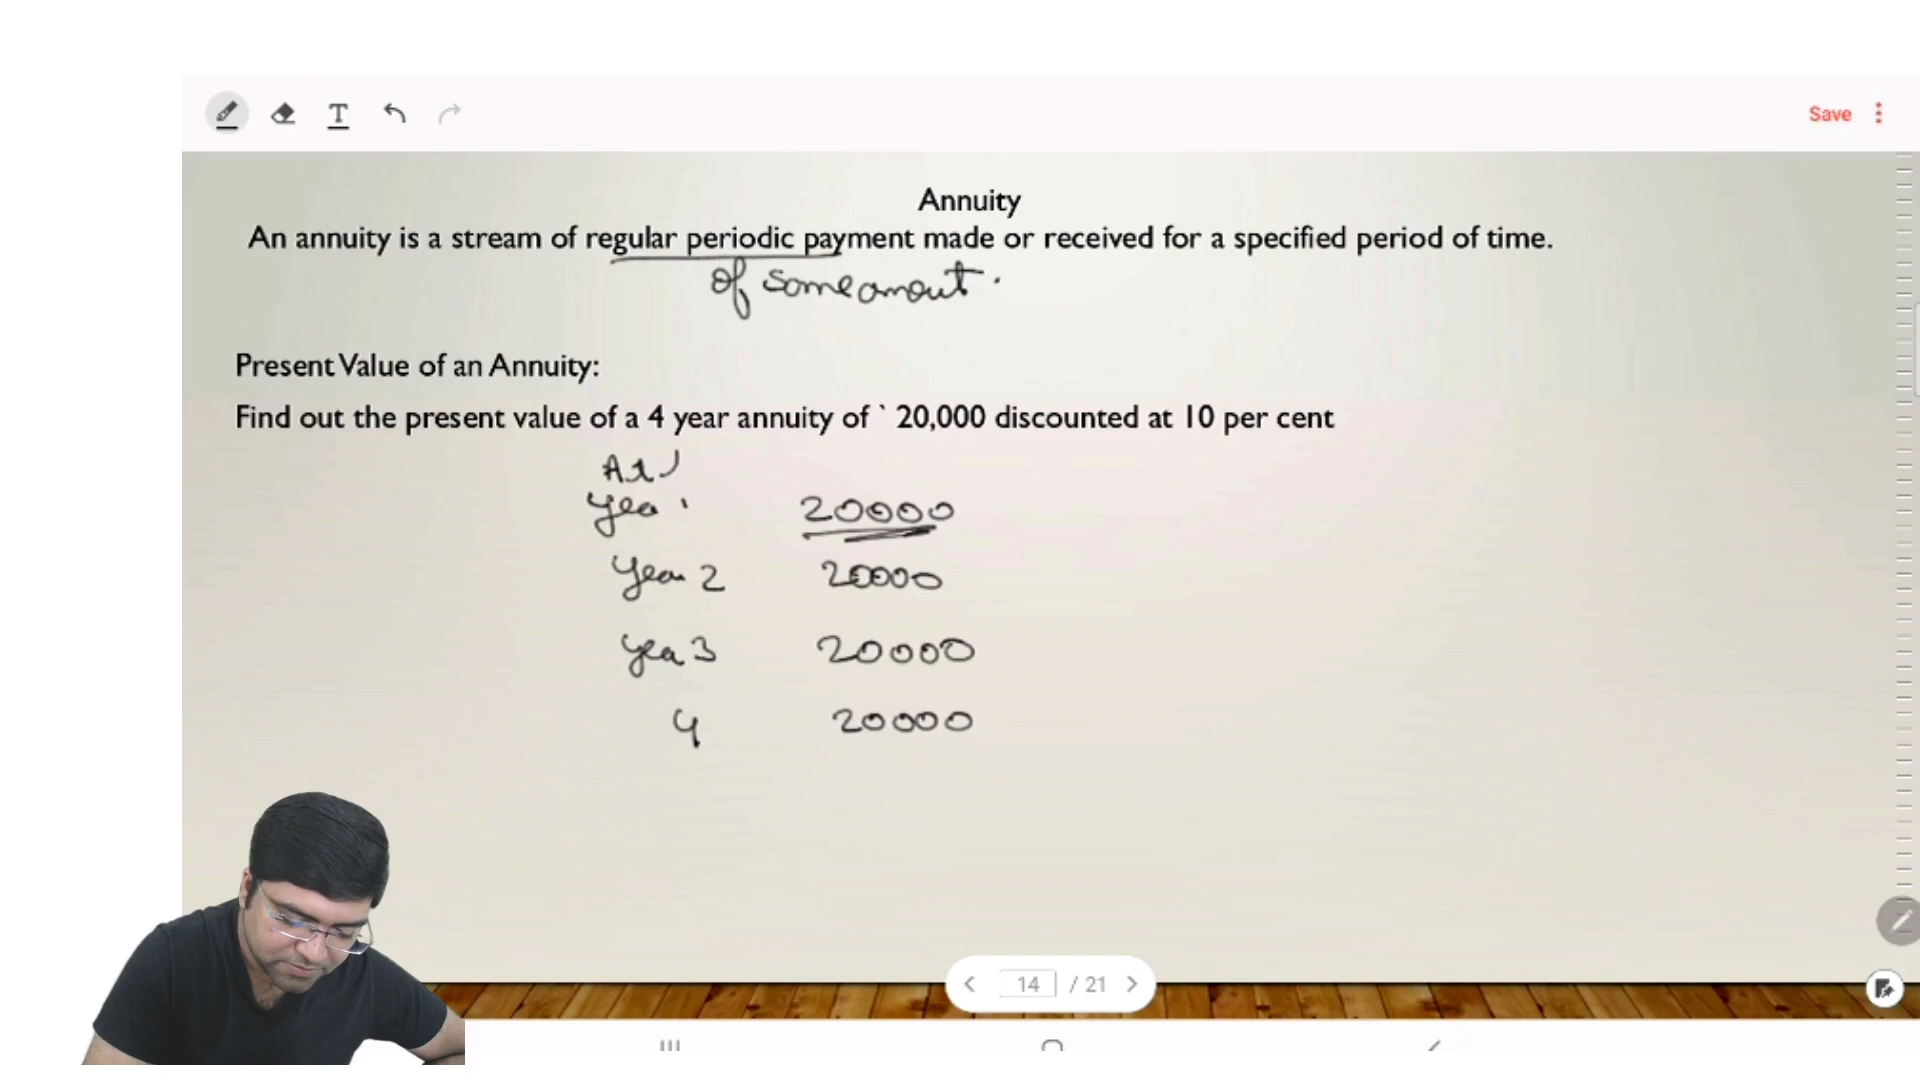 T
Save
Annuity
An annuity is a stream of regular periodic payment made or received for a specified period of time.
of some amout.
Present Value of an Annuity:
Find out the present value of a 4 year annuity of ` 20,000 discounted at 10 per cent
20000
Year 2 20000
Year 3 20000
4 20000
14 / 21